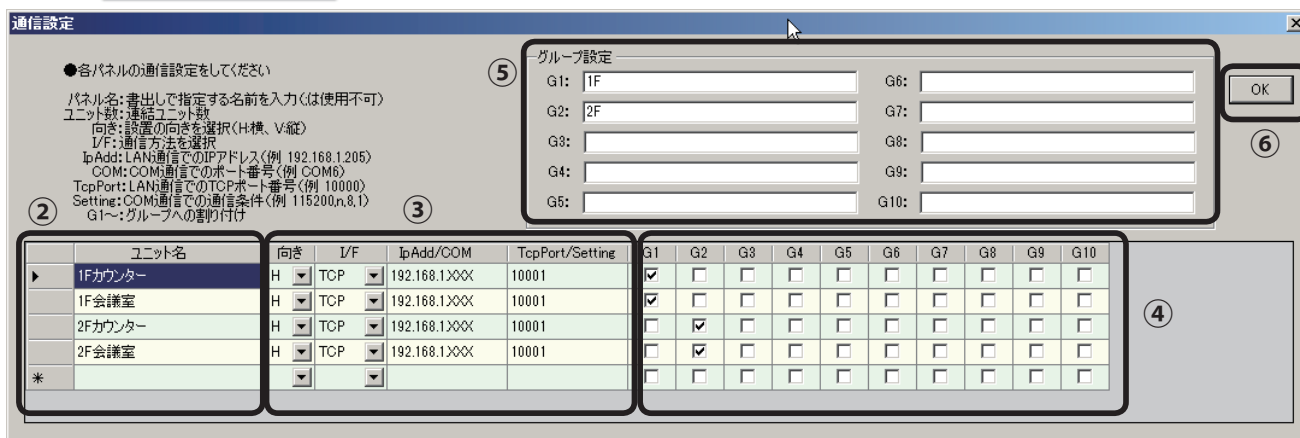 通信設定
●各パネルの通信設定をしてください
パネル名:書出しで指定する名前を入力(;は使用不可)
ユニット数:連結ユニット数
向き:設置の向きを選択(H:横、V:縦)
I/F:通信方法を選択
IpAdd:LAN通信でのIPアドレス(例 192.168.1.205)
COM:COM通信でのポート番号(例 COM6)
TcpPort:LAN通信でのTCPポート番号(例 10000)
Setting:COM通信での通信条件(例 115200,n,8,1)
G1~:グループへの割り付け
⑤
グループ設定
G1: 1F
G2: 2F
G3:
G4:
G5:
G6:
G7:
G8:
G9:
G10:
OK
⑥
②
③
④
ユニット名 向き I/F IpAdd/COM TcpPort/Setting G1 G2 G3 G4 G5 G6 G7 G8 G9 G10
1Fカウンター H TCP 192.168.1.XXX 10001
1F会議室 H TCP 192.168.1.XXX 10001
2Fカウンター H TCP 192.168.1.XXX 10001
2F会議室 H TCP 192.168.1.XXX 10001